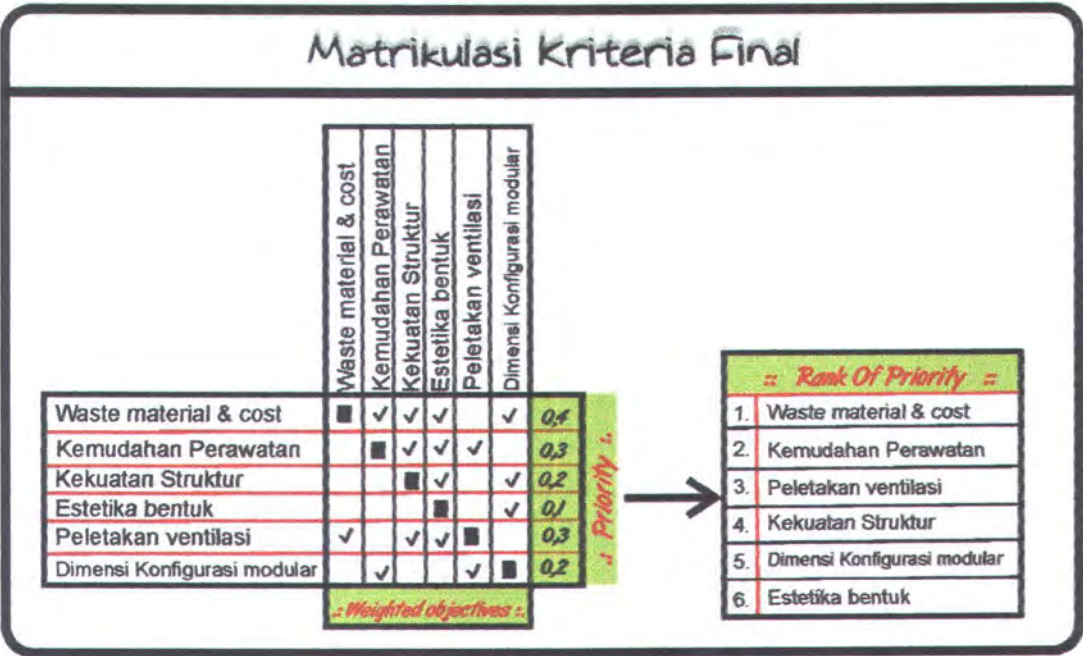 Matrikulasi Kriteria Final
Waste material & cost
Kemudahan Perawatan
Kekuatan Struktur
Estetika bentuk
Peletakan ventilasi
Dimensi Konfigurasi modular
Waste material & cost ■ ✓ ✓ ✓ ✓ 0,4
Kemudahan Perawatan ■ ✓ ✓ ✓ 0,3
Kekuatan Struktur ■ ✓ ✓ 0,2
Estetika bentuk ■ ✓ 0,1
Peletakan ventilasi ✓ ✓ ✓ ■ 0,3
Dimensi Konfigurasi modular ✓ ✓ ■ 0,2
.: Priority :.
.: Weighted objectives :.
:: Rank Of Priority ::
1. Waste material & cost
2. Kemudahan Perawatan
3. Peletakan ventilasi
4. Kekuatan Struktur
5. Dimensi Konfigurasi modular
6. Estetika bentuk